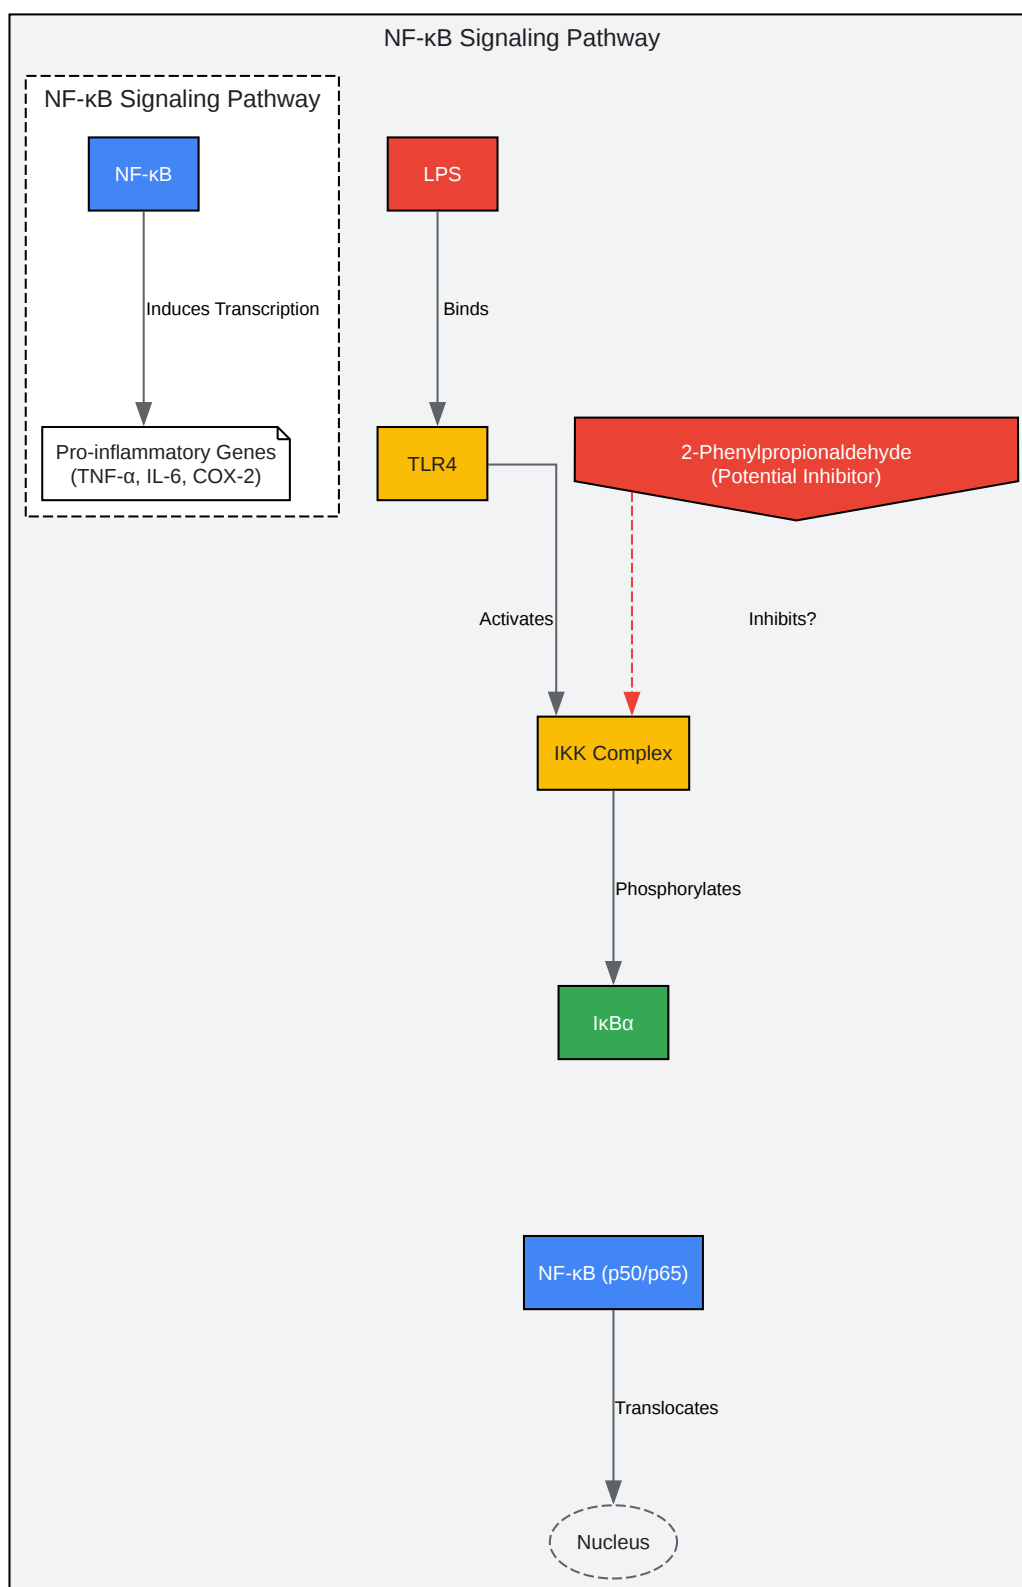 NF-κB Signaling Pathway
NF-κB Signaling Pathway
NF-κB
LPS
Induces Transcription
Binds
Pro-inflammatory Genes
(TNF-α, IL-6, COX-2)
TLR4
2-Phenylpropionaldehyde
(Potential Inhibitor)
Activates
Inhibits?
IKK Complex
Phosphorylates
IκBα
NF-κB (p50/p65)
Translocates
Nucleus